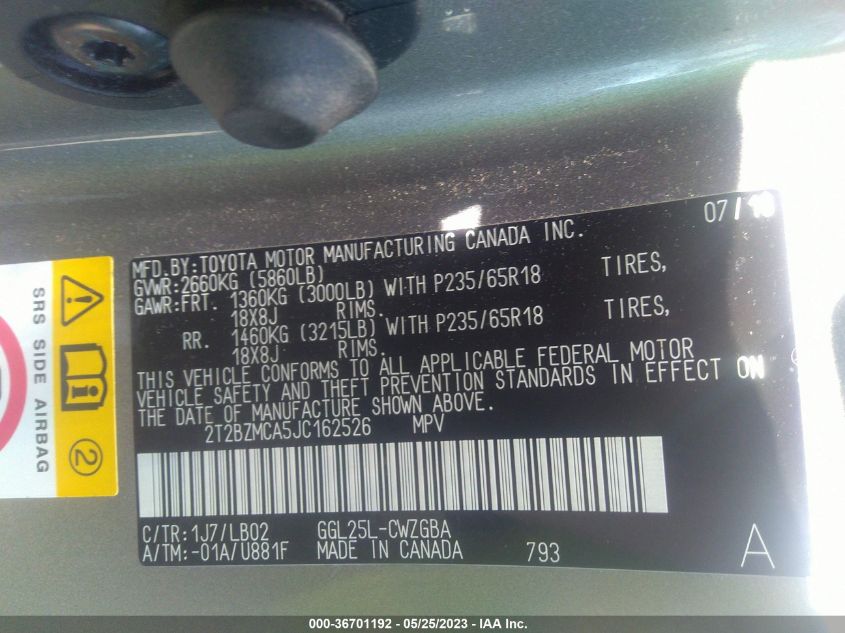 07/18
MFD.BY:TOYOTA MOTOR MANUFACTURING CANADA INC.
GVWR:2660KG (5860LB)
GAWR:FRT. 1360KG (3000LB) WITH P235/65R18 TIRES,
18X8J RIMS.
RR. 1460KG (3215LB) WITH P235/65R18 TIRES,
18X8J RIMS.
THIS VEHICLE CONFORMS TO ALL APPLICABLE FEDERAL MOTOR
VEHICLE SAFETY AND THEFT PREVENTION STANDARDS IN EFFECT ON
THE DATE OF MANUFACTURE SHOWN ABOVE.
2T2BZMCA5JC162526 MPV
C/TR:1J7/LB02 GGL25L-CWZGBA
A/TM:-01A/U881F MADE IN CANADA 793 A
SRS SIDE AIRBAG
2
000-36701192 - 05/25/2023 - IAA Inc.